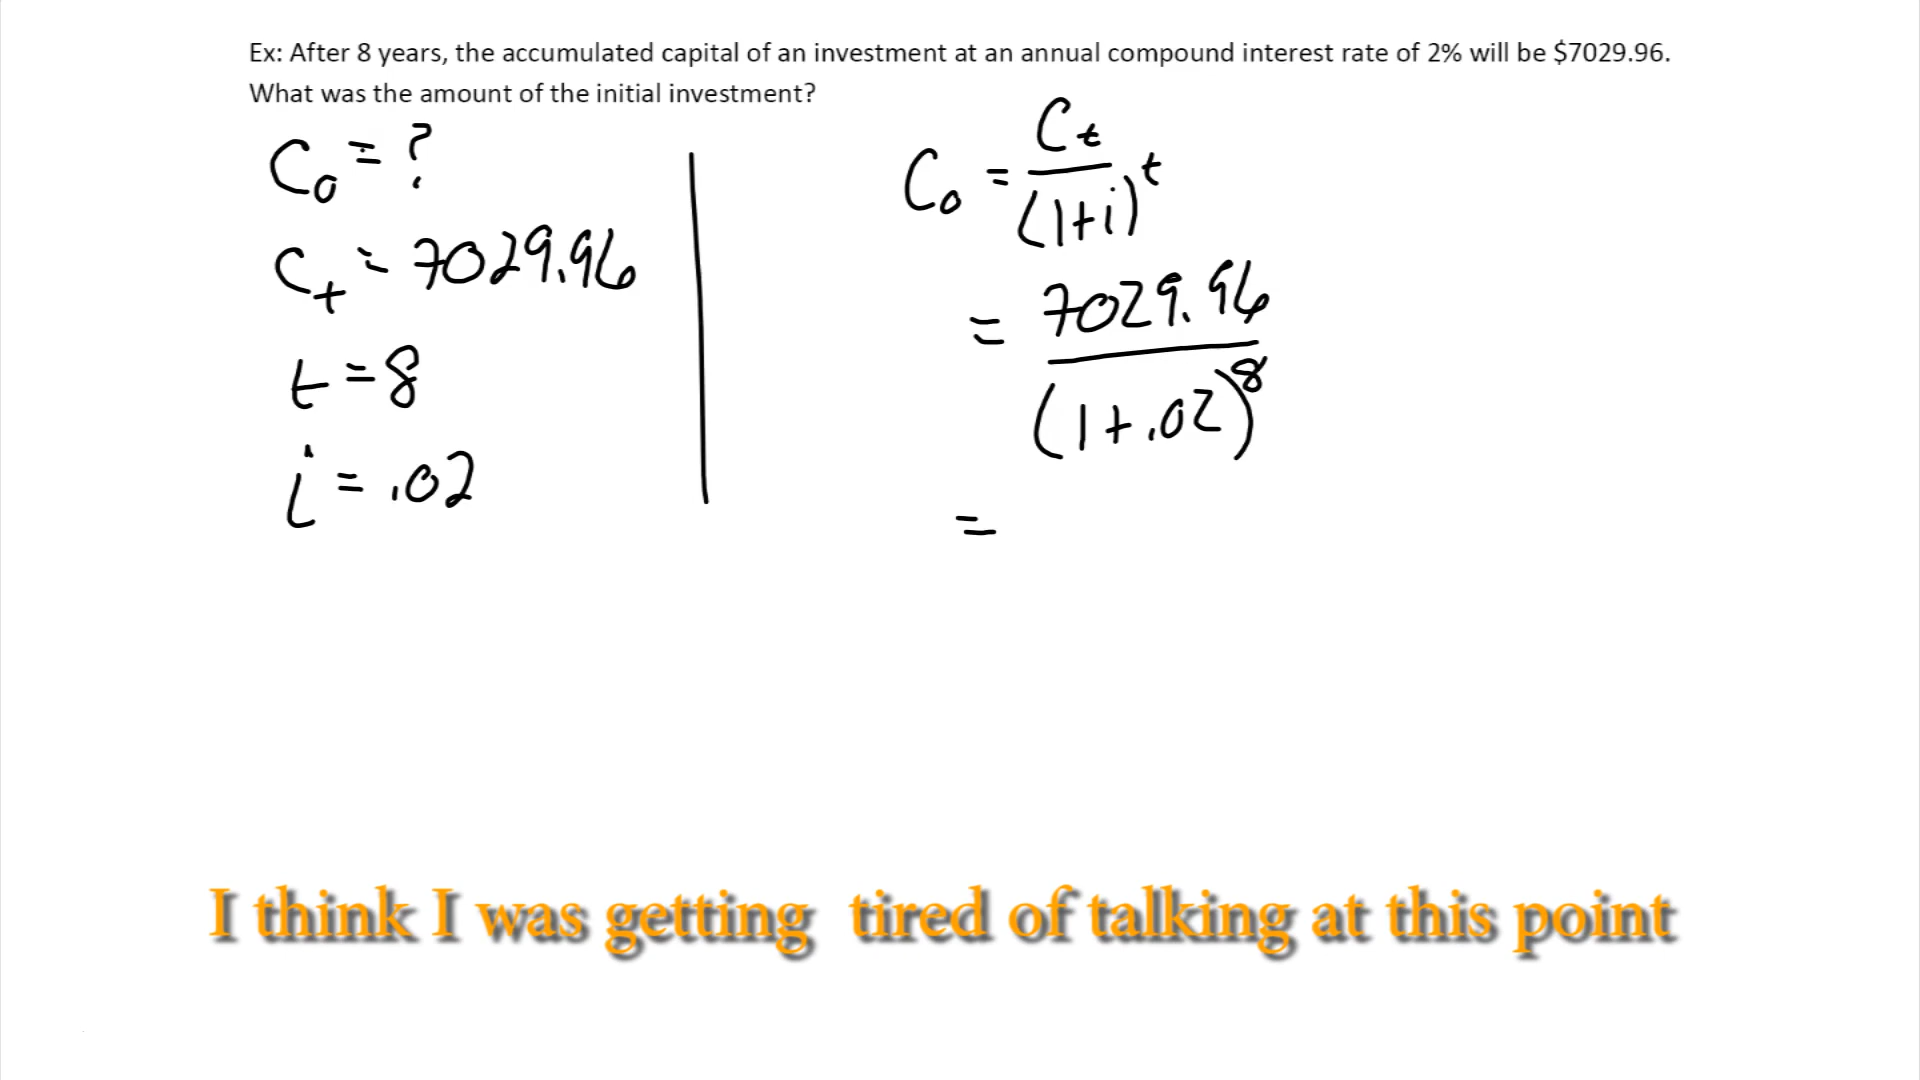 Ex: After 8 years, the accumulated capital of an investment at an annual compound interest rate of 2% will be $7029.96.
What was the amount of the initial investment?
C₀ = ?
Cₜ = 7029.96
t = 8
i = .02
C₀ = Cₜ / (1+i)ᵗ
= 7029.96 / (1+.02)⁸
=
I think I was getting tired of talking at this point